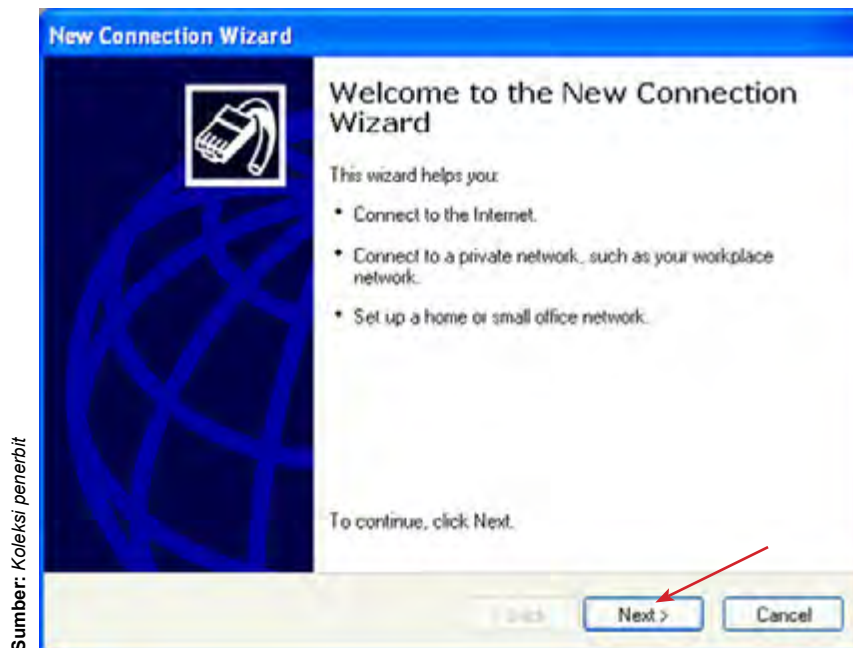 New Connection Wizard
Welcome to the New Connection
Wizard
This wizard helps you:
• Connect to the Internet.
• Connect to a private network, such as your workplace
network.
• Set up a home or small office network.
To continue, click Next.
< Back
Next >
Cancel
Sumber: Koleksi penerbit